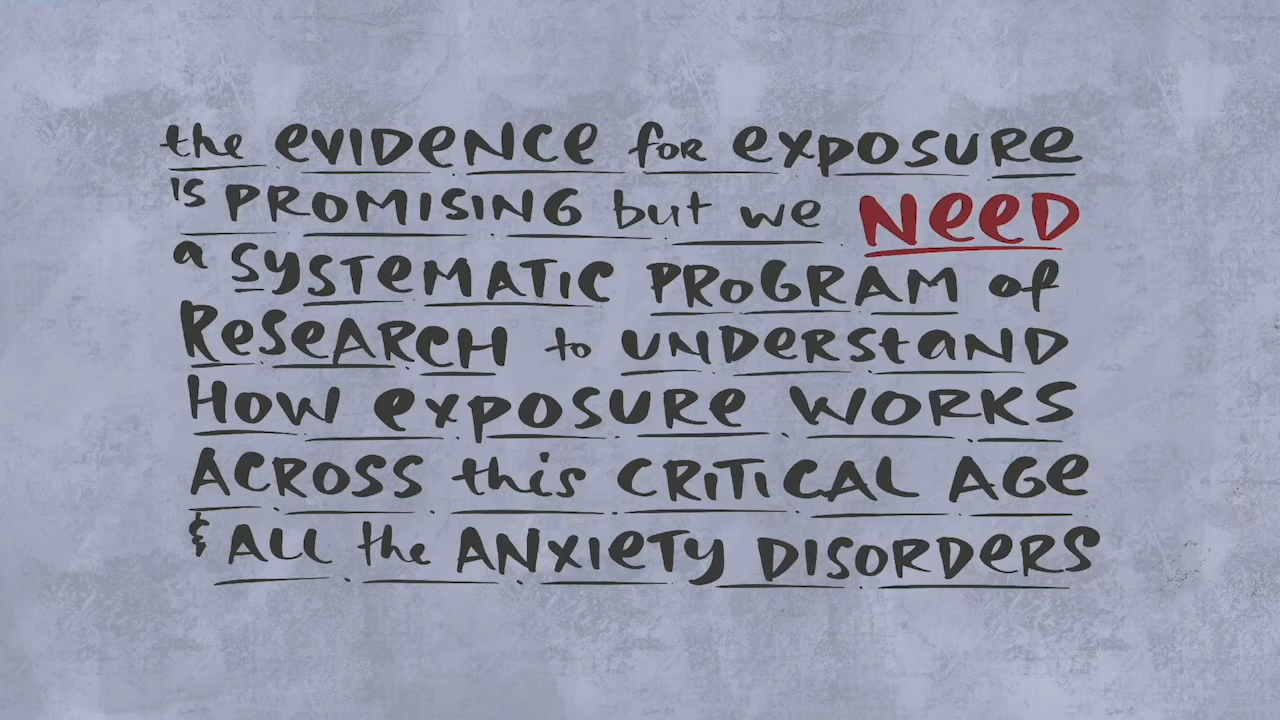 the eVIDeNCe foR exposuRe
IS PROMISING but we NeeD
a SySTeMATIC PRoGRAM of
ReSeARCH to UNDeRStaND
How exposuRe WORKS
ACROSS this CRiTiCAL AGe
& ALL the ANxIeTy DISORDeRS